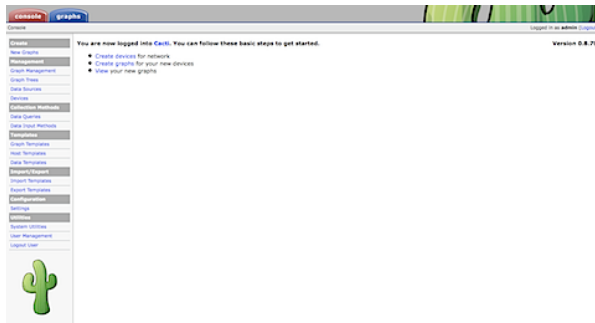 console graphs
Console
Logged in as admin (Logout
Create
New Graphs
Management
Graph Management
Graph Trees
Data Sources
Devices
Collection Methods
Data Queries
Data Input Methods
Templates
Graph Templates
Host Templates
Data Templates
Import/Export
Import Templates
Export Templates
Configuration
Settings
Utilities
System Utilities
User Management
Logout User
You are now logged into Cacti. You can follow these basic steps to get started.
Version 0.8.7
Create devices for network
Create graphs for your new devices
View your new graphs